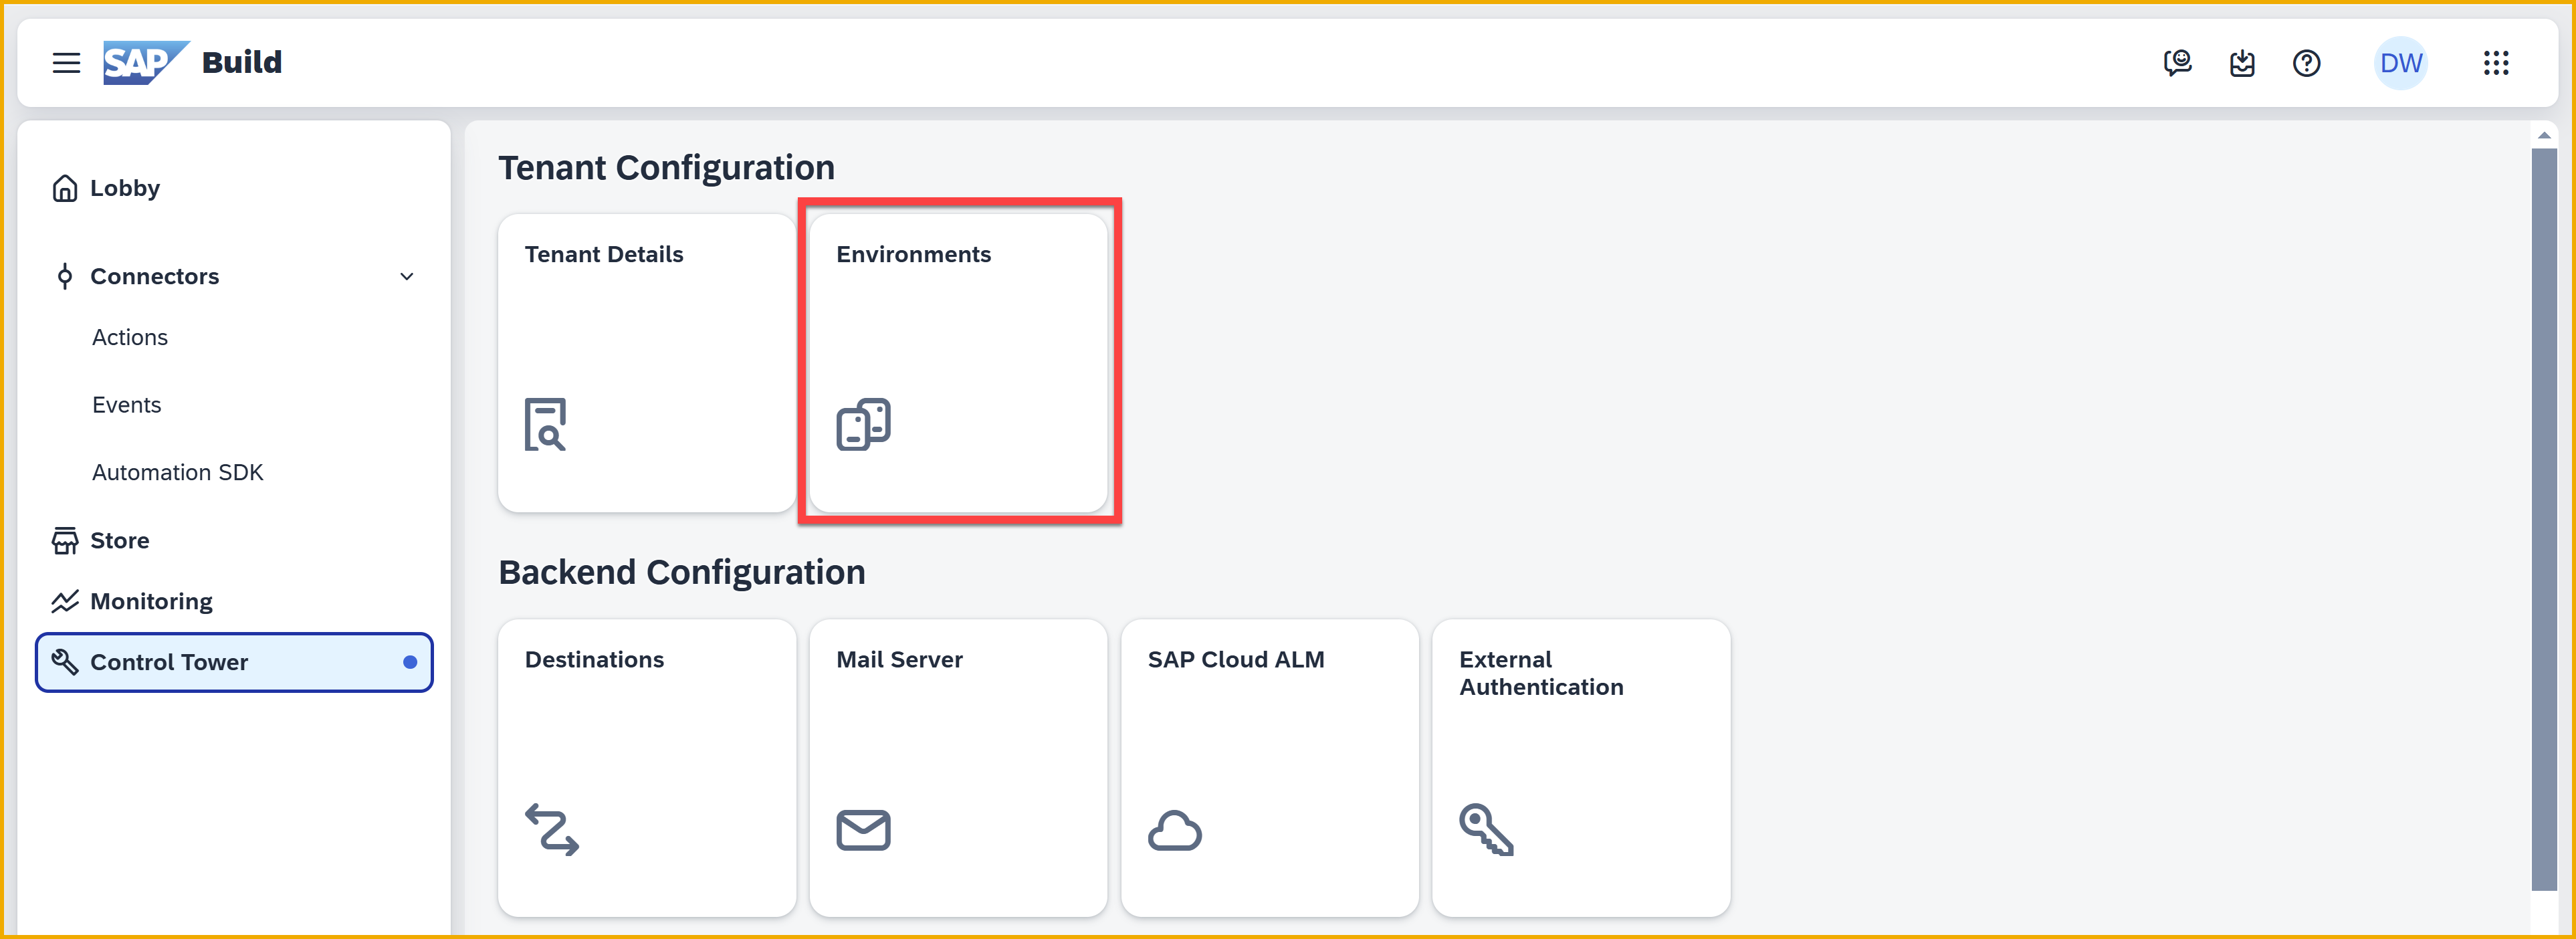 SAP Build
DW
Lobby
Connectors
Actions
Events
Automation SDK
Store
Monitoring
Control Tower
Tenant Configuration
Tenant Details
Environments
Backend Configuration
Destinations
Mail Server
SAP Cloud ALM
External
Authentication